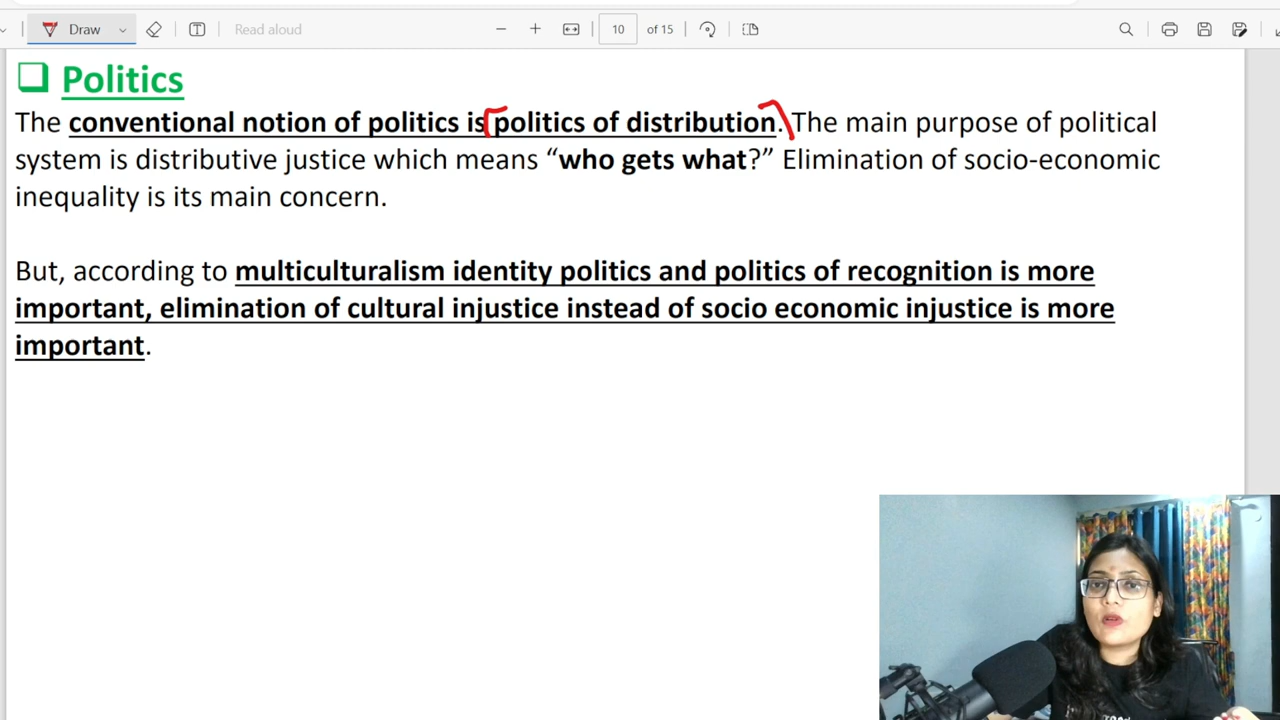 Draw
Read aloud
10 of 15
Politics
The conventional notion of politics is politics of distribution. The main purpose of political
system is distributive justice which means “who gets what?” Elimination of socio-economic
inequality is its main concern.
But, according to multiculturalism identity politics and politics of recognition is more
important, elimination of cultural injustice instead of socio economic injustice is more
important.